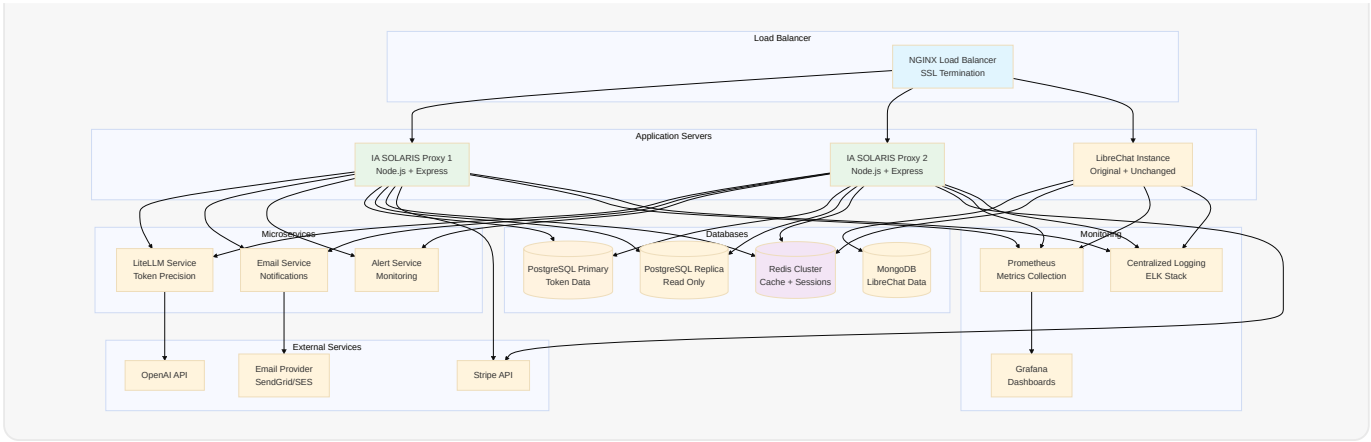 Load Balancer
NGINX Load Balancer
SSL Termination
Application Servers
IA SOLARIS Proxy 1
Node.js + Express
IA SOLARIS Proxy 2
Node.js + Express
LibreChat Instance
Original + Unchanged
Microservices
LiteLLM Service
Token Precision
Email Service
Notifications
Alert Service
Monitoring
Databases
PostgreSQL Primary
Token Data
PostgreSQL Replica
Read Only
Redis Cluster
Cache + Sessions
MongoDB
LibreChat Data
Monitoring
Prometheus
Metrics Collection
Centralized Logging
ELK Stack
External Services
OpenAI API
Email Provider
SendGrid/SES
Stripe API
Grafana
Dashboards